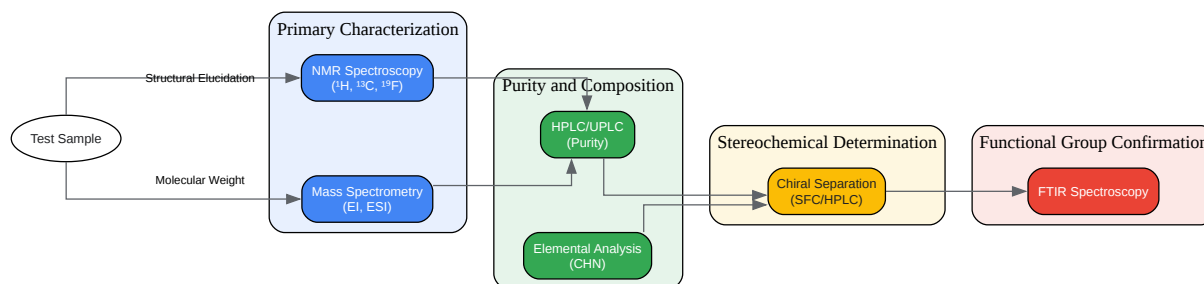 Test Sample
Structural Elucidation
Molecular Weight
Primary Characterization
NMR Spectroscopy
(¹H, ¹³C, ¹⁹F)
Mass Spectrometry
(EI, ESI)
Purity and Composition
HPLC/UPLC
(Purity)
Elemental Analysis
(CHN)
Stereochemical Determination
Chiral Separation
(SFC/HPLC)
Functional Group Confirmation
FTIR Spectroscopy